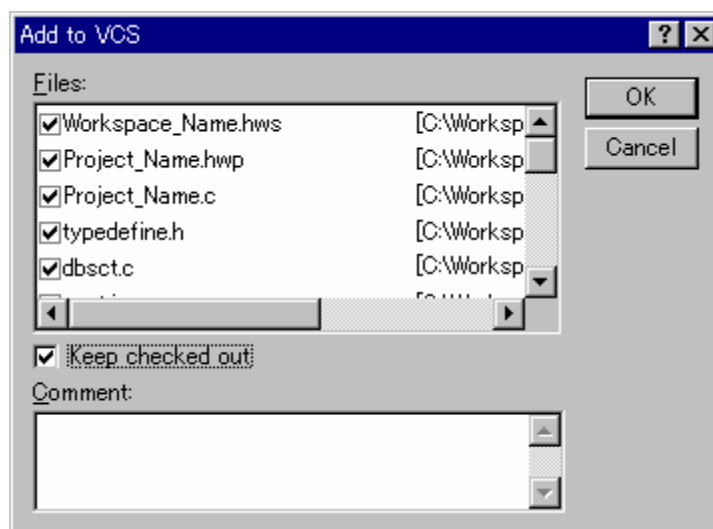 Add to VCS
Files:
OK
Workspace_Name.hws [C:\Worksp
Cancel
Project_Name.hwp [C:\Worksp
Project_Name.c [C:\Worksp
typedefine.h [C:\Worksp
dbsct.c [C:\Worksp
Keep checked out
Comment: